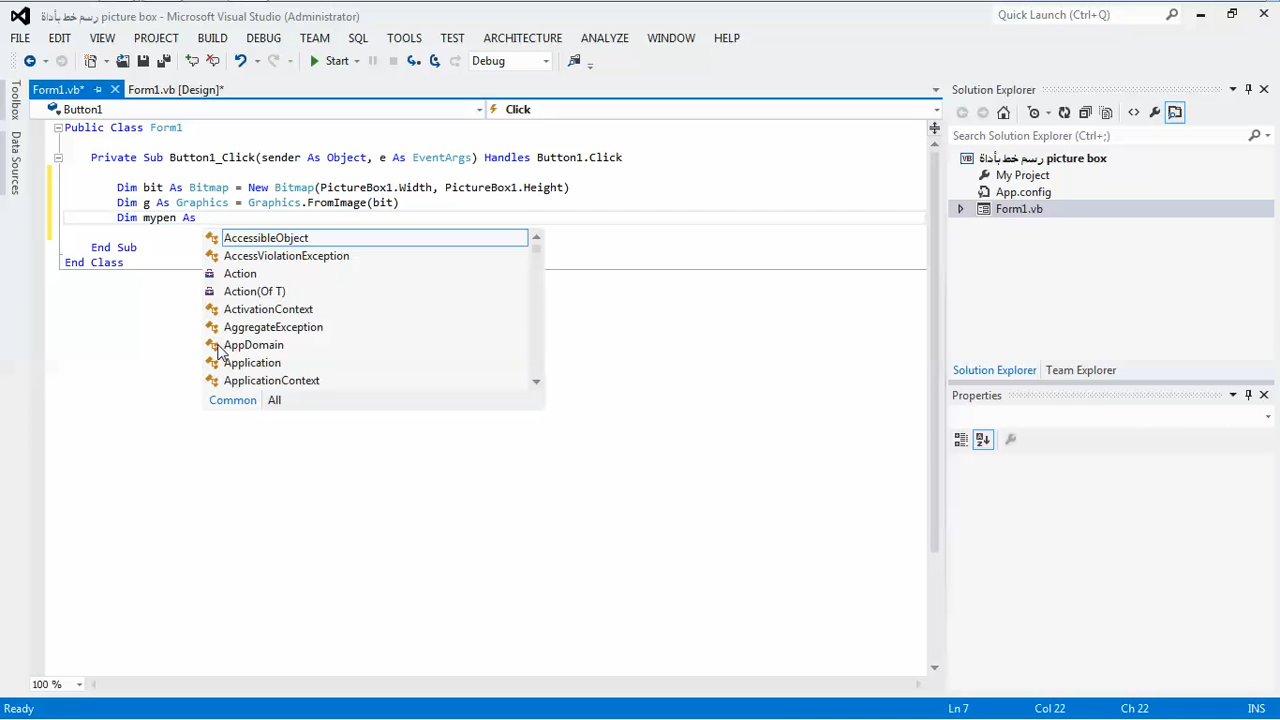 رسم خط بأداة picture box - Microsoft Visual Studio (Administrator)
Quick Launch (Ctrl+Q)
FILE EDIT VIEW PROJECT BUILD DEBUG TEAM SQL TOOLS TEST ARCHITECTURE ANALYZE WINDOW HELP
Start Debug
Form1.vb* Form1.vb [Design]*
Button1 Click
Toolbox
Data Sources
Public Class Form1
Private Sub Button1_Click(sender As Object, e As EventArgs) Handles Button1.Click
Dim bit As Bitmap = New Bitmap(PictureBox1.Width, PictureBox1.Height)
Dim g As Graphics = Graphics.FromImage(bit)
Dim mypen As
End Sub
End Class
AccessibleObject
AccessViolationException
Action
Action(Of T)
ActivationContext
AggregateException
AppDomain
Application
ApplicationContext
Common All
100 %
Solution Explorer
Search Solution Explorer (Ctrl+;)
VB رسم خط بأداة picture box
My Project
App.config
Form1.vb
Solution Explorer Team Explorer
Properties
Ready Ln 7 Col 22 Ch 22 INS